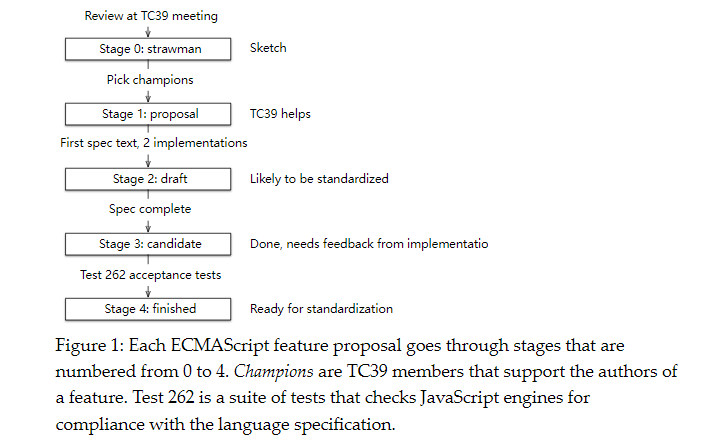 Review at TC39 meeting
Stage 0: strawman Sketch
Pick champions
Stage 1: proposal TC39 helps
First spec text, 2 implementations
Stage 2: draft Likely to be standardized
Spec complete
Stage 3: candidate Done, needs feedback from implementatio
Test 262 acceptance tests
Stage 4: finished Ready for standardization
Figure 1: Each ECMAScript feature proposal goes through stages that are
numbered from 0 to 4. Champions are TC39 members that support the authors of
a feature. Test 262 is a suite of tests that checks JavaScript engines for
compliance with the language specification.